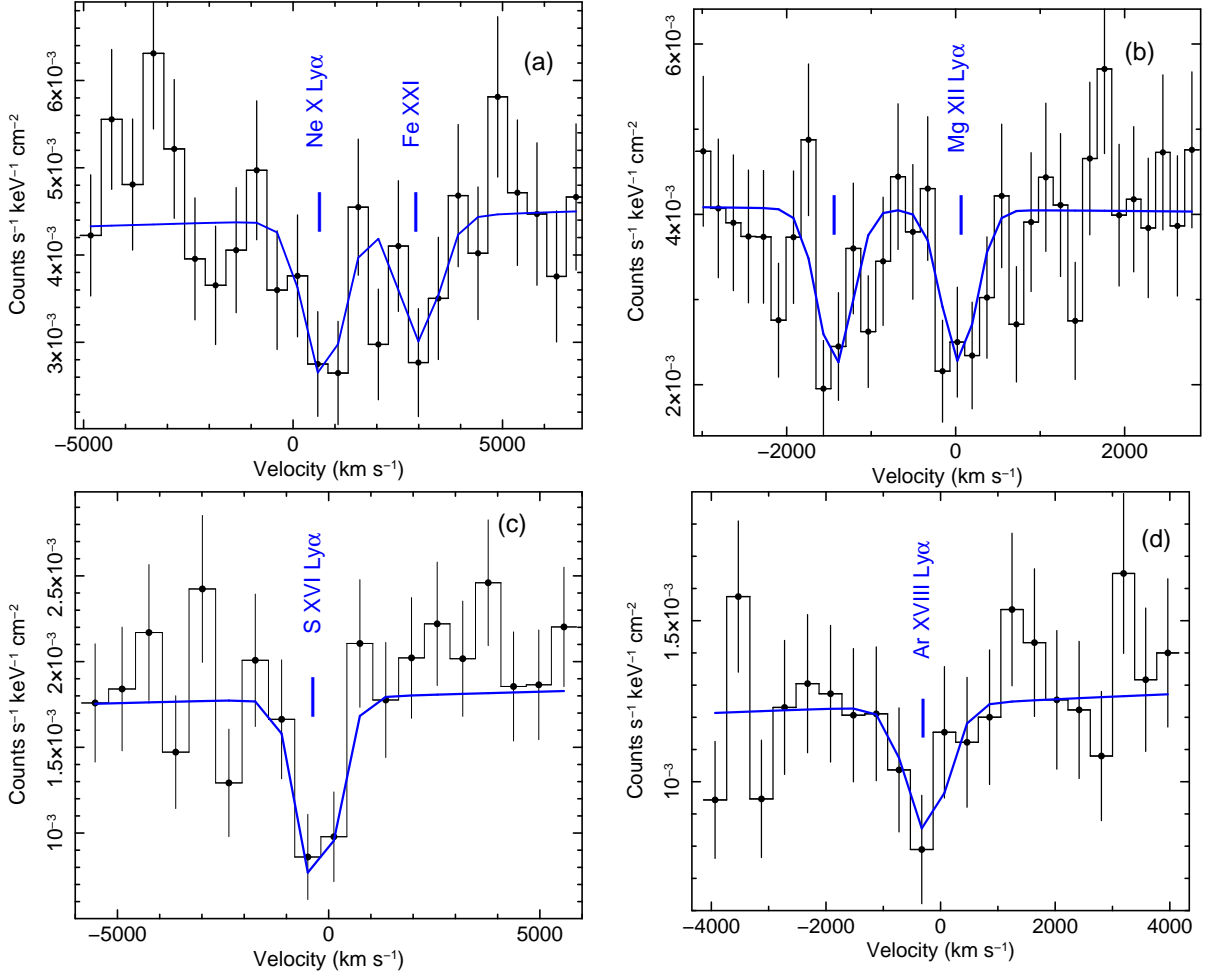 (a)
Ne X Lyα
Fe XXI
Counts s⁻¹ keV⁻¹ cm⁻²
6×10⁻³
5×10⁻³
4×10⁻³
3×10⁻³
−5000
0
5000
Velocity (km s⁻¹)
(b)
Mg XII Lyα
Counts s⁻¹ keV⁻¹ cm⁻²
6×10⁻³
4×10⁻³
2×10⁻³
−2000
0
2000
Velocity (km s⁻¹)
(c)
S XVI Lyα
Counts s⁻¹ keV⁻¹ cm⁻²
2.5×10⁻³
2×10⁻³
1.5×10⁻³
10⁻³
−5000
0
5000
Velocity (km s⁻¹)
(d)
Ar XVIII Lyα
Counts s⁻¹ keV⁻¹ cm⁻²
1.5×10⁻³
10⁻³
−4000
−2000
0
2000
4000
Velocity (km s⁻¹)